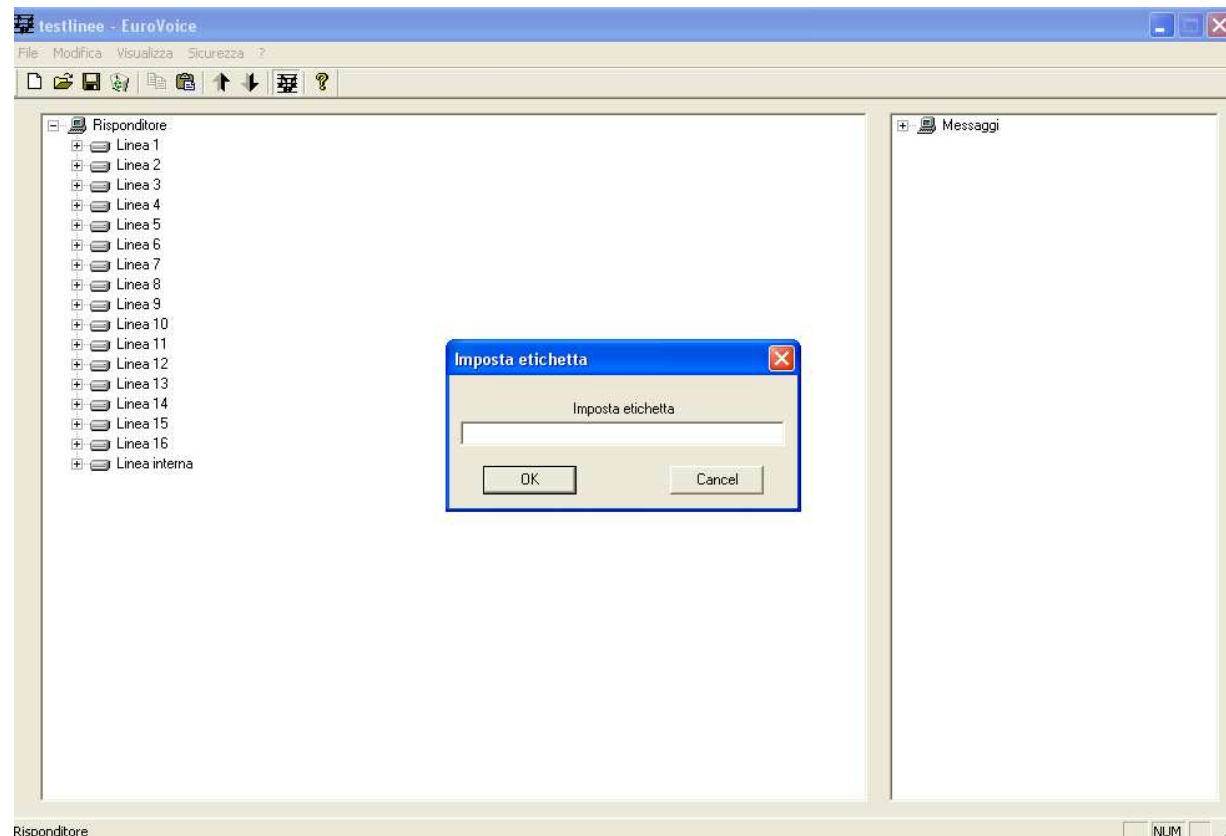 testlinee - EuroVoice
File Modifica Visualizza Sicurezza ?
Risponditore
Linea 1
Linea 2
Linea 3
Linea 4
Linea 5
Linea 6
Linea 7
Linea 8
Linea 9
Linea 10
Linea 11
Linea 12
Linea 13
Linea 14
Linea 15
Linea 16
Linea interna
Messaggi
Imposta etichetta
Imposta etichetta
OK Cancel
Risponditore NUM